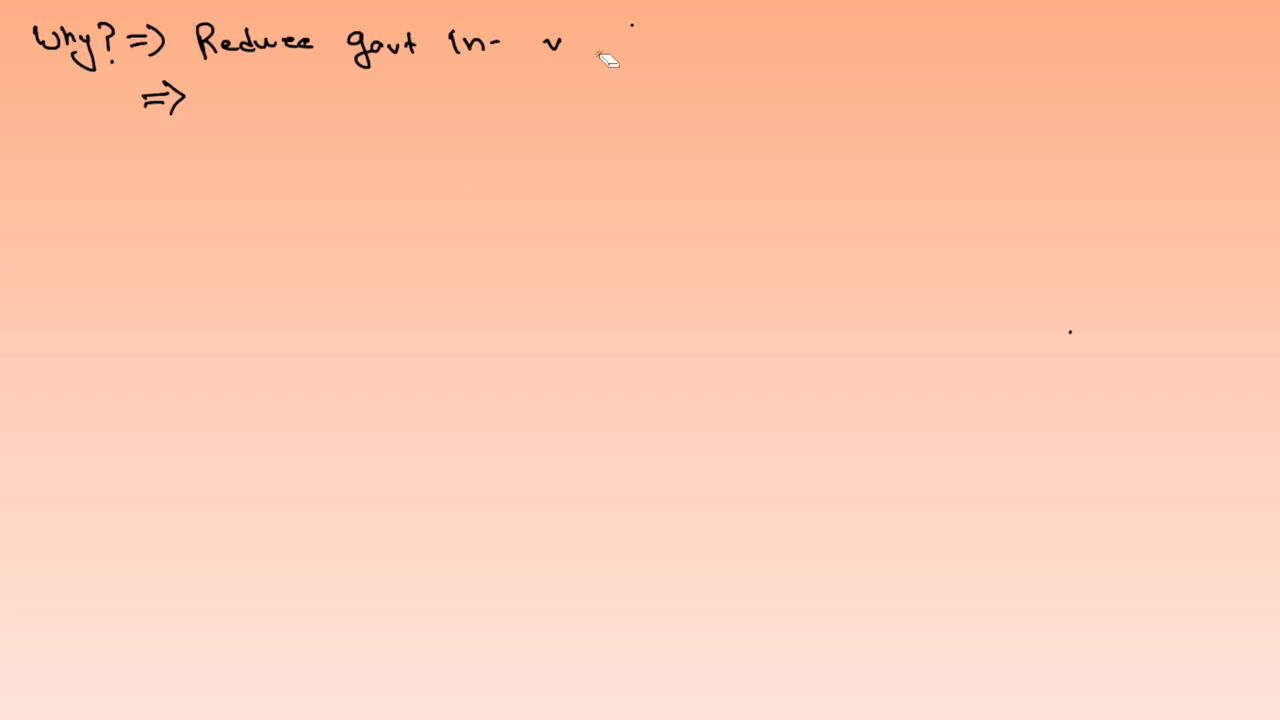 Why? => Reduce govt in- v
=>